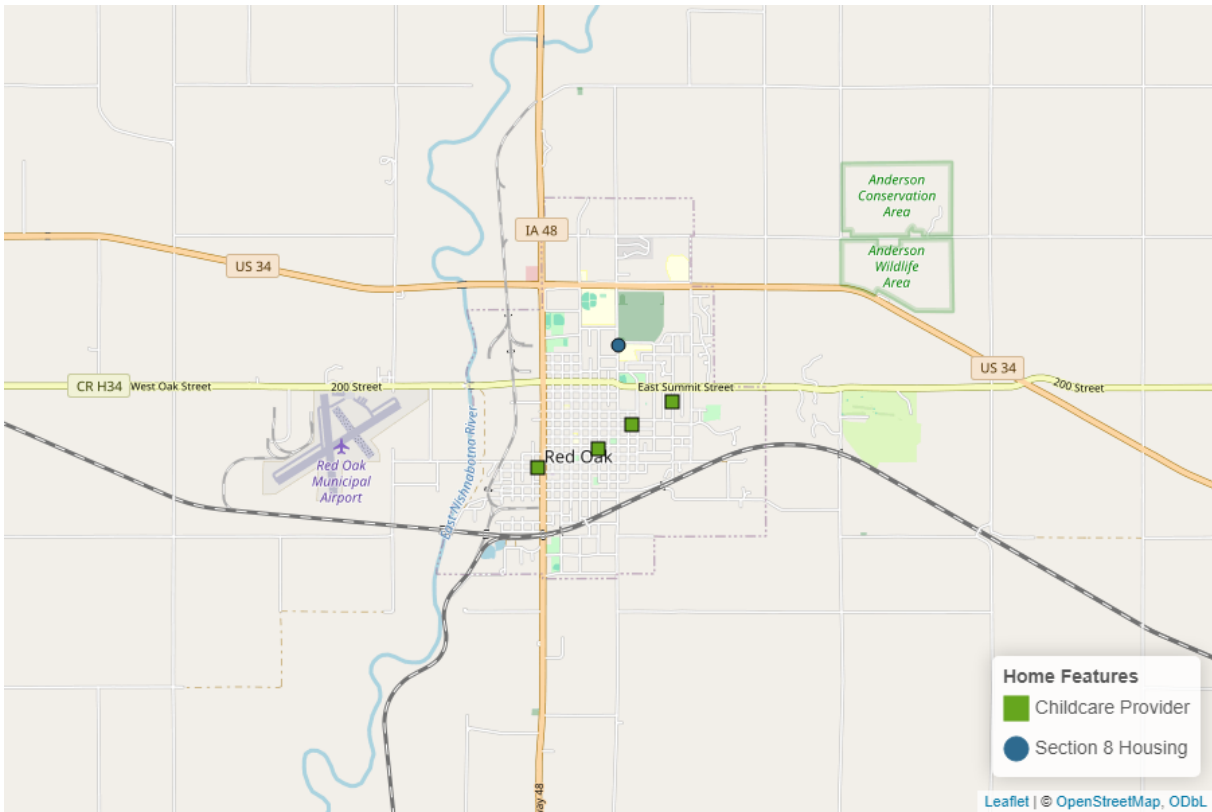 Anderson
Conservation
Area
IA 48
Anderson
Wildlife
Area
US 34
US 34
CR H34
West Oak Street
200 Street
East Summit Street
200 Street
East Nishnabotna River
Red Oak
Red Oak
Municipal
Airport
Home Features
Childcare Provider
Section 8 Housing
way 48
Leaflet | © OpenStreetMap, ODbL